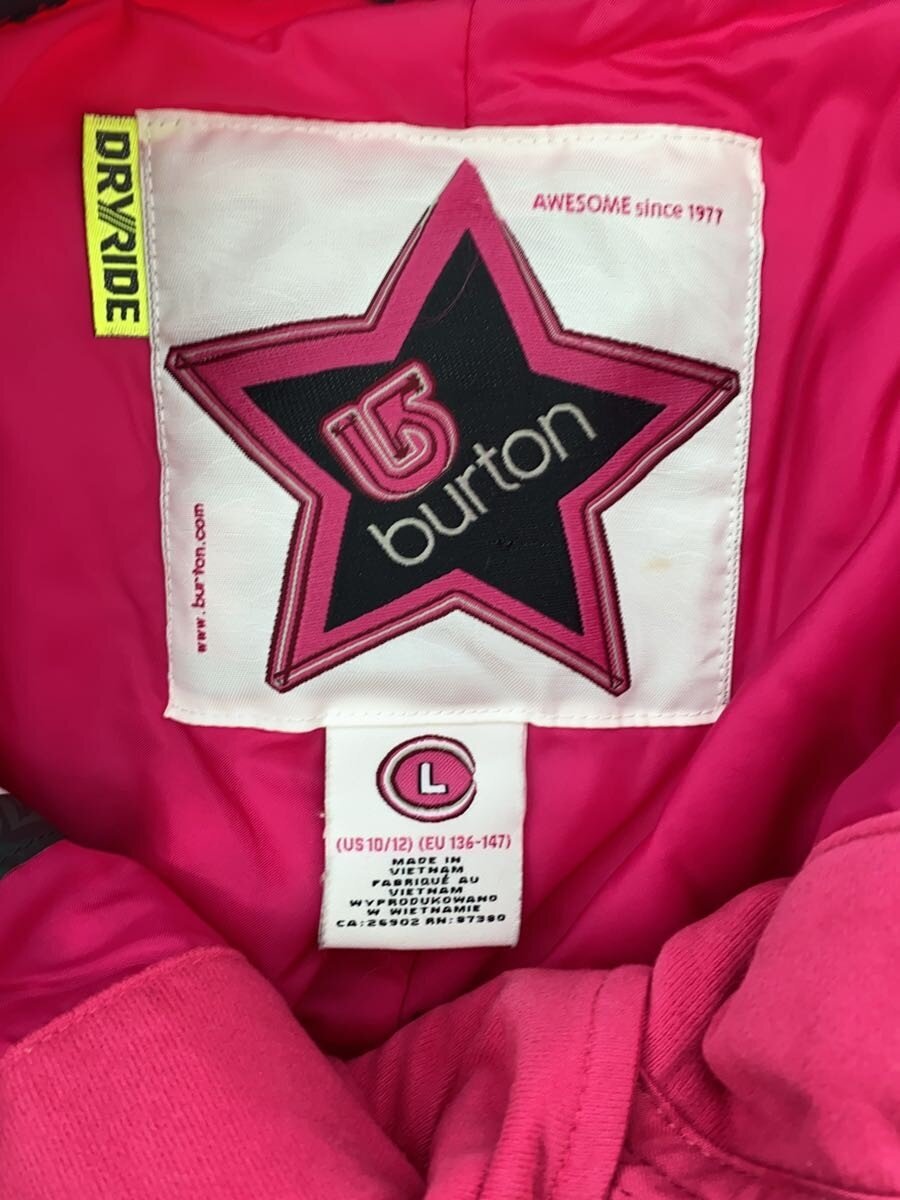 DRYRIDE
AWESOME since 1977
burton
www.burton.com
L
(US 10/12) (EU 136-147)
MADE IN
VIETNAM
FABRIQUÉ AU
VIETNAM
WYPRODUKOWANO
W WIETNAMIE
CA:26902 RN:97380